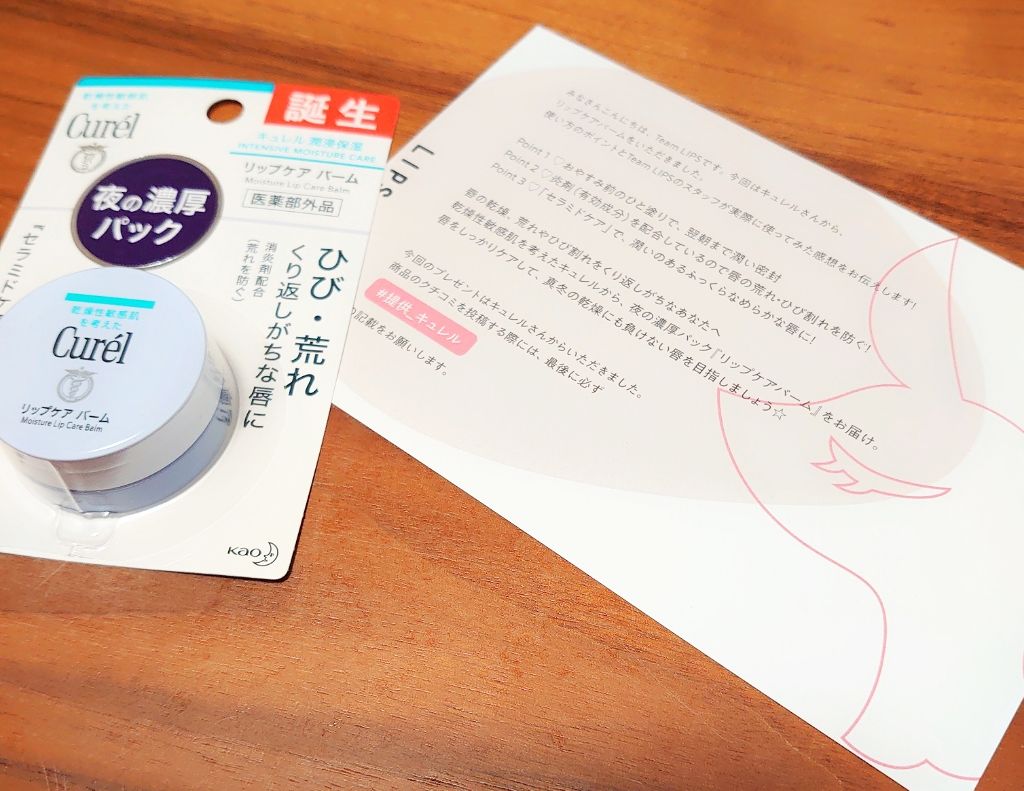 乾燥性敏感肌
を考えた
Curél
誕生
キュレル 潤浸保湿
INTENSIVE MOISTURE CARE
リップケア バーム
Moisture Lip Care Balm
医薬部外品
夜の濃厚
パック
ひび・荒れ
くり返しがちな唇に
消炎剤配合
(荒れを防ぐ)
『セラミドケ
乾燥性敏感肌
を考えた
Curél
リップケア バーム
Moisture Lip Care Balm
Kao
LIPS
みなさんこんにちは、Team LIPSです。今回はキュレルさんから、
リップケアバームをいただきました。
使い方のポイントとTeam LIPSのスタッフが実際に使ってみた感想をお伝えします!
Point 1 ♡おやすみ前のひと塗りで、翌朝まで潤い密封
Point 2 ♡消炎剤(有効成分)を配合しているので唇の荒れ・ひび割れを防ぐ!
Point 3 ♡『セラミドケア』で、潤いのあるふっくらなめらかな唇に!
唇の乾燥、荒れやひび割れをくり返しがちなあなたへ
乾燥性敏感肌を考えたキュレルから、夜の濃厚パック『リップケアバーム』をお届け。
唇をしっかりケアして、真冬の乾燥にも負けない唇を目指しましょう☆
今回のプレゼントはキュレルさんからいただきました。
商品のクチコミを投稿する際には、最後に必ず
#提供_キュレル
の記載をお願いします。